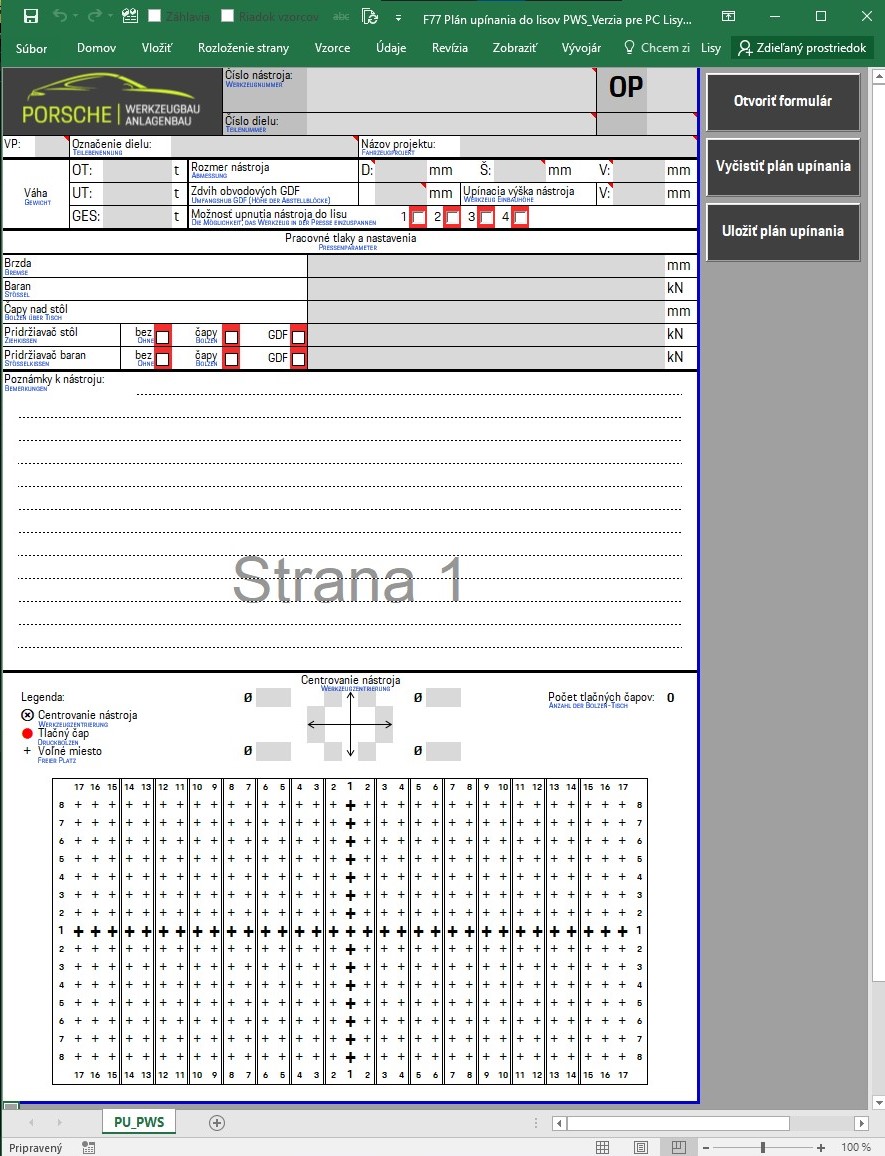 Záhlavia Riadok vzorcov abc F77 Plán upínania do lisov PWS_Verzia pre PC Lisy...
Súbor Domov Vložiť Rozloženie strany Vzorce Údaje Revízia Zobraziť Vývojár Chcem zi Lisy Zdieľaný prostriedok
PORSCHE | WERKZEUGBAU
ANLAGENBAU
Číslo nástroja:
Werkzeugnummer
OP
Číslo dielu:
Teilenummer
Otvoriť formulár
Vyčistiť plán upínania
Uložiť plán upínania
VP: Označenie dielu: Názov projektu:
Teilebenennung Fahrzeugprojekt
Váha
Gewicht
OT: t Rozmer nástroja D: mm Š: mm V: mm
Abmessung
UT: t Zdvih obvodových GDF mm Upínacia výška nástroja V: mm
Umfangshub GDF (Höhe der Abstellblöcke) Werkzeug Einbauhöhe
GES: t Možnosť upnutia nástroja do lisu 1 2 3 4
Die Möglichkeit, das Werkzeug in der Presse einzuspannen
Pracovné tlaky a nastavenia
Pressenparameter
Brzda mm
Bremse
Baran kN
Stössel
Čapy nad stôl mm
Bolzen über Tisch
Pridržiavač stôl bez čapy GDF kN
Ziehkissen Ohne Bolzen
Pridržiavač baran bez čapy GDF kN
Stösselkissen Ohne Bolzen
Poznámky k nástroju:
Bemerkungen
Strana 1
Centrovanie nástroja
Werkzeugzentrierung
Legenda: Ø Ø Počet tlačných čapov: 0
Anzahl der Bolzen-Tisch
Centrovanie nástroja
Werkzeugzentrierung
Tlačný čap
Druckbolzen
+ Voľné miesto Ø Ø
Freier Platz
17 16 15 14 13 12 11 10 9 8 7 6 5 4 3 2 1 2 3 4 5 6 7 8 9 10 11 12 13 14 15 16 17
8 + + + + + + + + + + + + + + + + + + + + + + + + + + + + + + + + + 8
7 + + + + + + + + + + + + + + + + + + + + + + + + + + + + + + + + + 7
6 + + + + + + + + + + + + + + + + + + + + + + + + + + + + + + + + + 6
5 + + + + + + + + + + + + + + + + + + + + + + + + + + + + + + + + + 5
4 + + + + + + + + + + + + + + + + + + + + + + + + + + + + + + + + + 4
3 + + + + + + + + + + + + + + + + + + + + + + + + + + + + + + + + + 3
2 + + + + + + + + + + + + + + + + + + + + + + + + + + + + + + + + + 2
1 + + + + + + + + + + + + + + + + + + + + + + + + + + + + + + + + + 1
2 + + + + + + + + + + + + + + + + + + + + + + + + + + + + + + + + + 2
3 + + + + + + + + + + + + + + + + + + + + + + + + + + + + + + + + + 3
4 + + + + + + + + + + + + + + + + + + + + + + + + + + + + + + + + + 4
5 + + + + + + + + + + + + + + + + + + + + + + + + + + + + + + + + + 5
6 + + + + + + + + + + + + + + + + + + + + + + + + + + + + + + + + + 6
7 + + + + + + + + + + + + + + + + + + + + + + + + + + + + + + + + + 7
8 + + + + + + + + + + + + + + + + + + + + + + + + + + + + + + + + + 8
17 16 15 14 13 12 11 10 9 8 7 6 5 4 3 2 1 2 3 4 5 6 7 8 9 10 11 12 13 14 15 16 17
PU_PWS
Pripravený 100 %